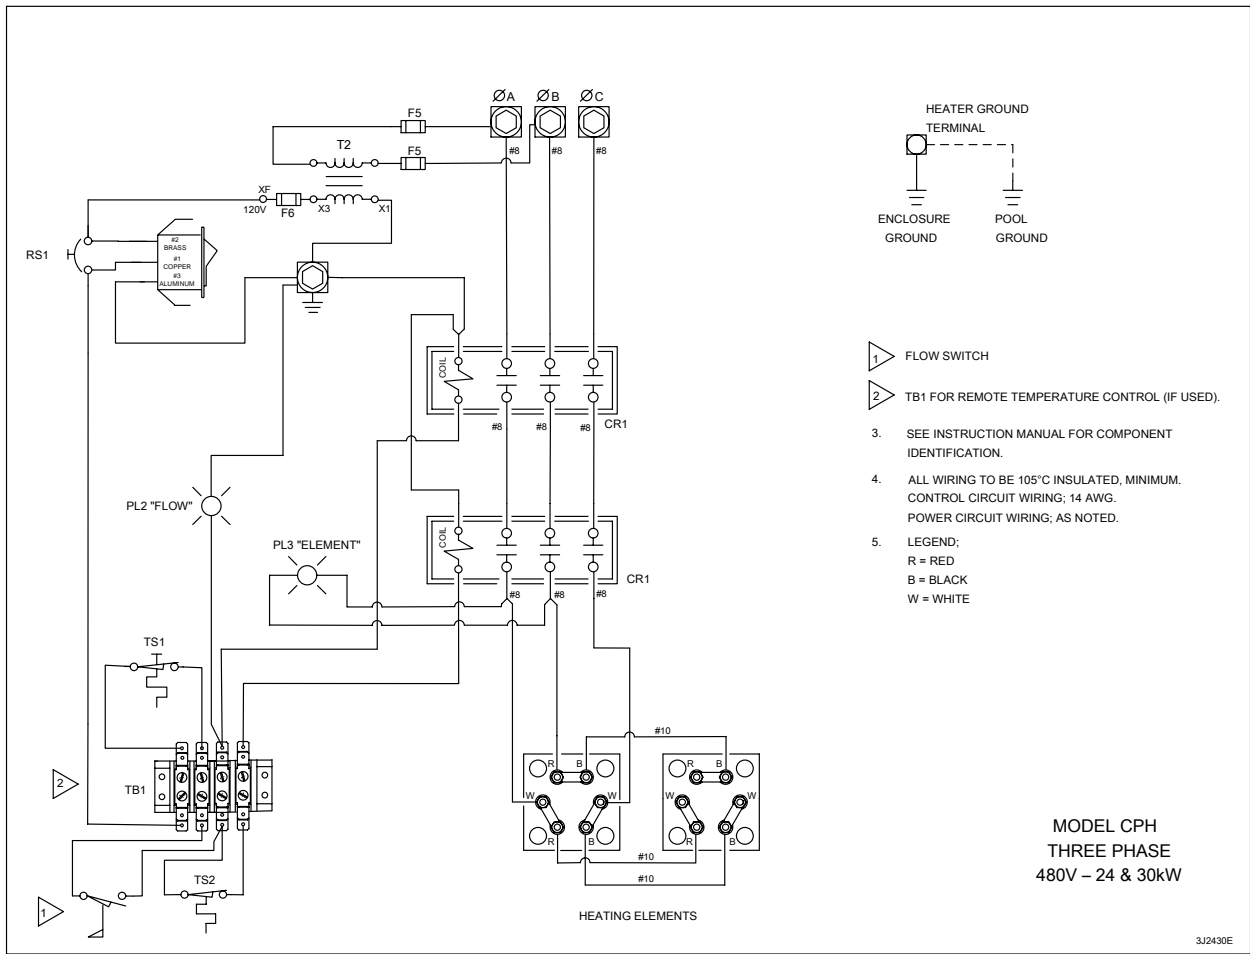 ØA ØB ØC
F5
T2
F5
#8 #8 #8
XF
120V
F6
X3
X1
RS1
#2
BRASS
#1
COPPER
#3
ALUMINUM
COIL
#8 #8 #8
CR1
PL2 "FLOW"
PL3 "ELEMENT"
COIL
CR1
#8 #8 #8
TS1
TB1
2
1
TS2
#10
R B
W W
R B
R B
W W
R B
#10
#10
HEATING ELEMENTS
HEATER GROUND
TERMINAL
ENCLOSURE
GROUND
POOL
GROUND
1 FLOW SWITCH
2 TB1 FOR REMOTE TEMPERATURE CONTROL (IF USED).
3. SEE INSTRUCTION MANUAL FOR COMPONENT
IDENTIFICATION.
4. ALL WIRING TO BE 105°C INSULATED, MINIMUM.
CONTROL CIRCUIT WIRING; 14 AWG.
POWER CIRCUIT WIRING; AS NOTED.
5. LEGEND;
R = RED
B = BLACK
W = WHITE
MODEL CPH
THREE PHASE
480V – 24 & 30kW
3J2430E